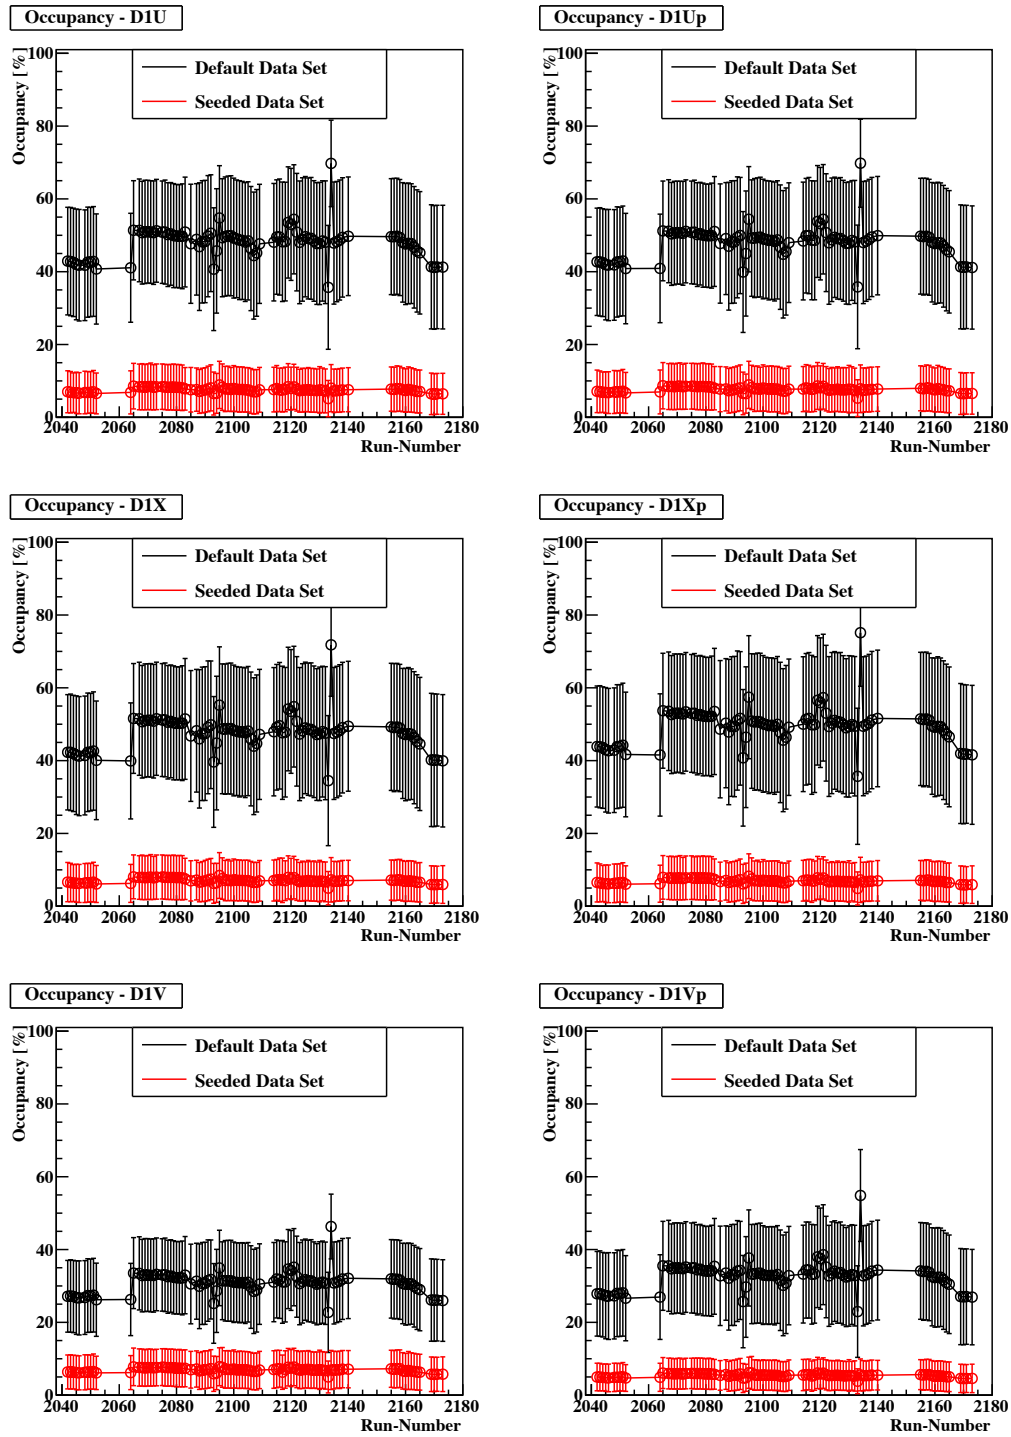 Occupancy - D1U
Occupancy [%]
100
80
60
40
20
0
Default Data Set
Seeded Data Set
2040 2060 2080 2100 2120 2140 2160 2180
Run-Number
Occupancy - D1Up
Occupancy [%]
100
80
60
40
20
0
Default Data Set
Seeded Data Set
2040 2060 2080 2100 2120 2140 2160 2180
Run-Number
Occupancy - D1X
Occupancy [%]
100
80
60
40
20
0
Default Data Set
Seeded Data Set
2040 2060 2080 2100 2120 2140 2160 2180
Run-Number
Occupancy - D1Xp
Occupancy [%]
100
80
60
40
20
0
Default Data Set
Seeded Data Set
2040 2060 2080 2100 2120 2140 2160 2180
Run-Number
Occupancy - D1V
Occupancy [%]
100
80
60
40
20
0
Default Data Set
Seeded Data Set
2040 2060 2080 2100 2120 2140 2160 2180
Run-Number
Occupancy - D1Vp
Occupancy [%]
100
80
60
40
20
0
Default Data Set
Seeded Data Set
2040 2060 2080 2100 2120 2140 2160 2180
Run-Number